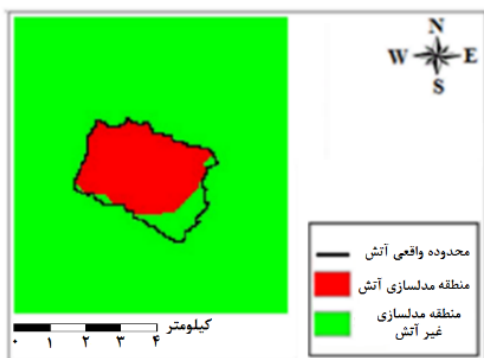 N
W E
S
محدوده واقعی آتش
منطقه مدلسازی آتش
منطقه مدلسازی
غیر آتش
کیلومتر
۰ ۱ ۲ ۳ ۴